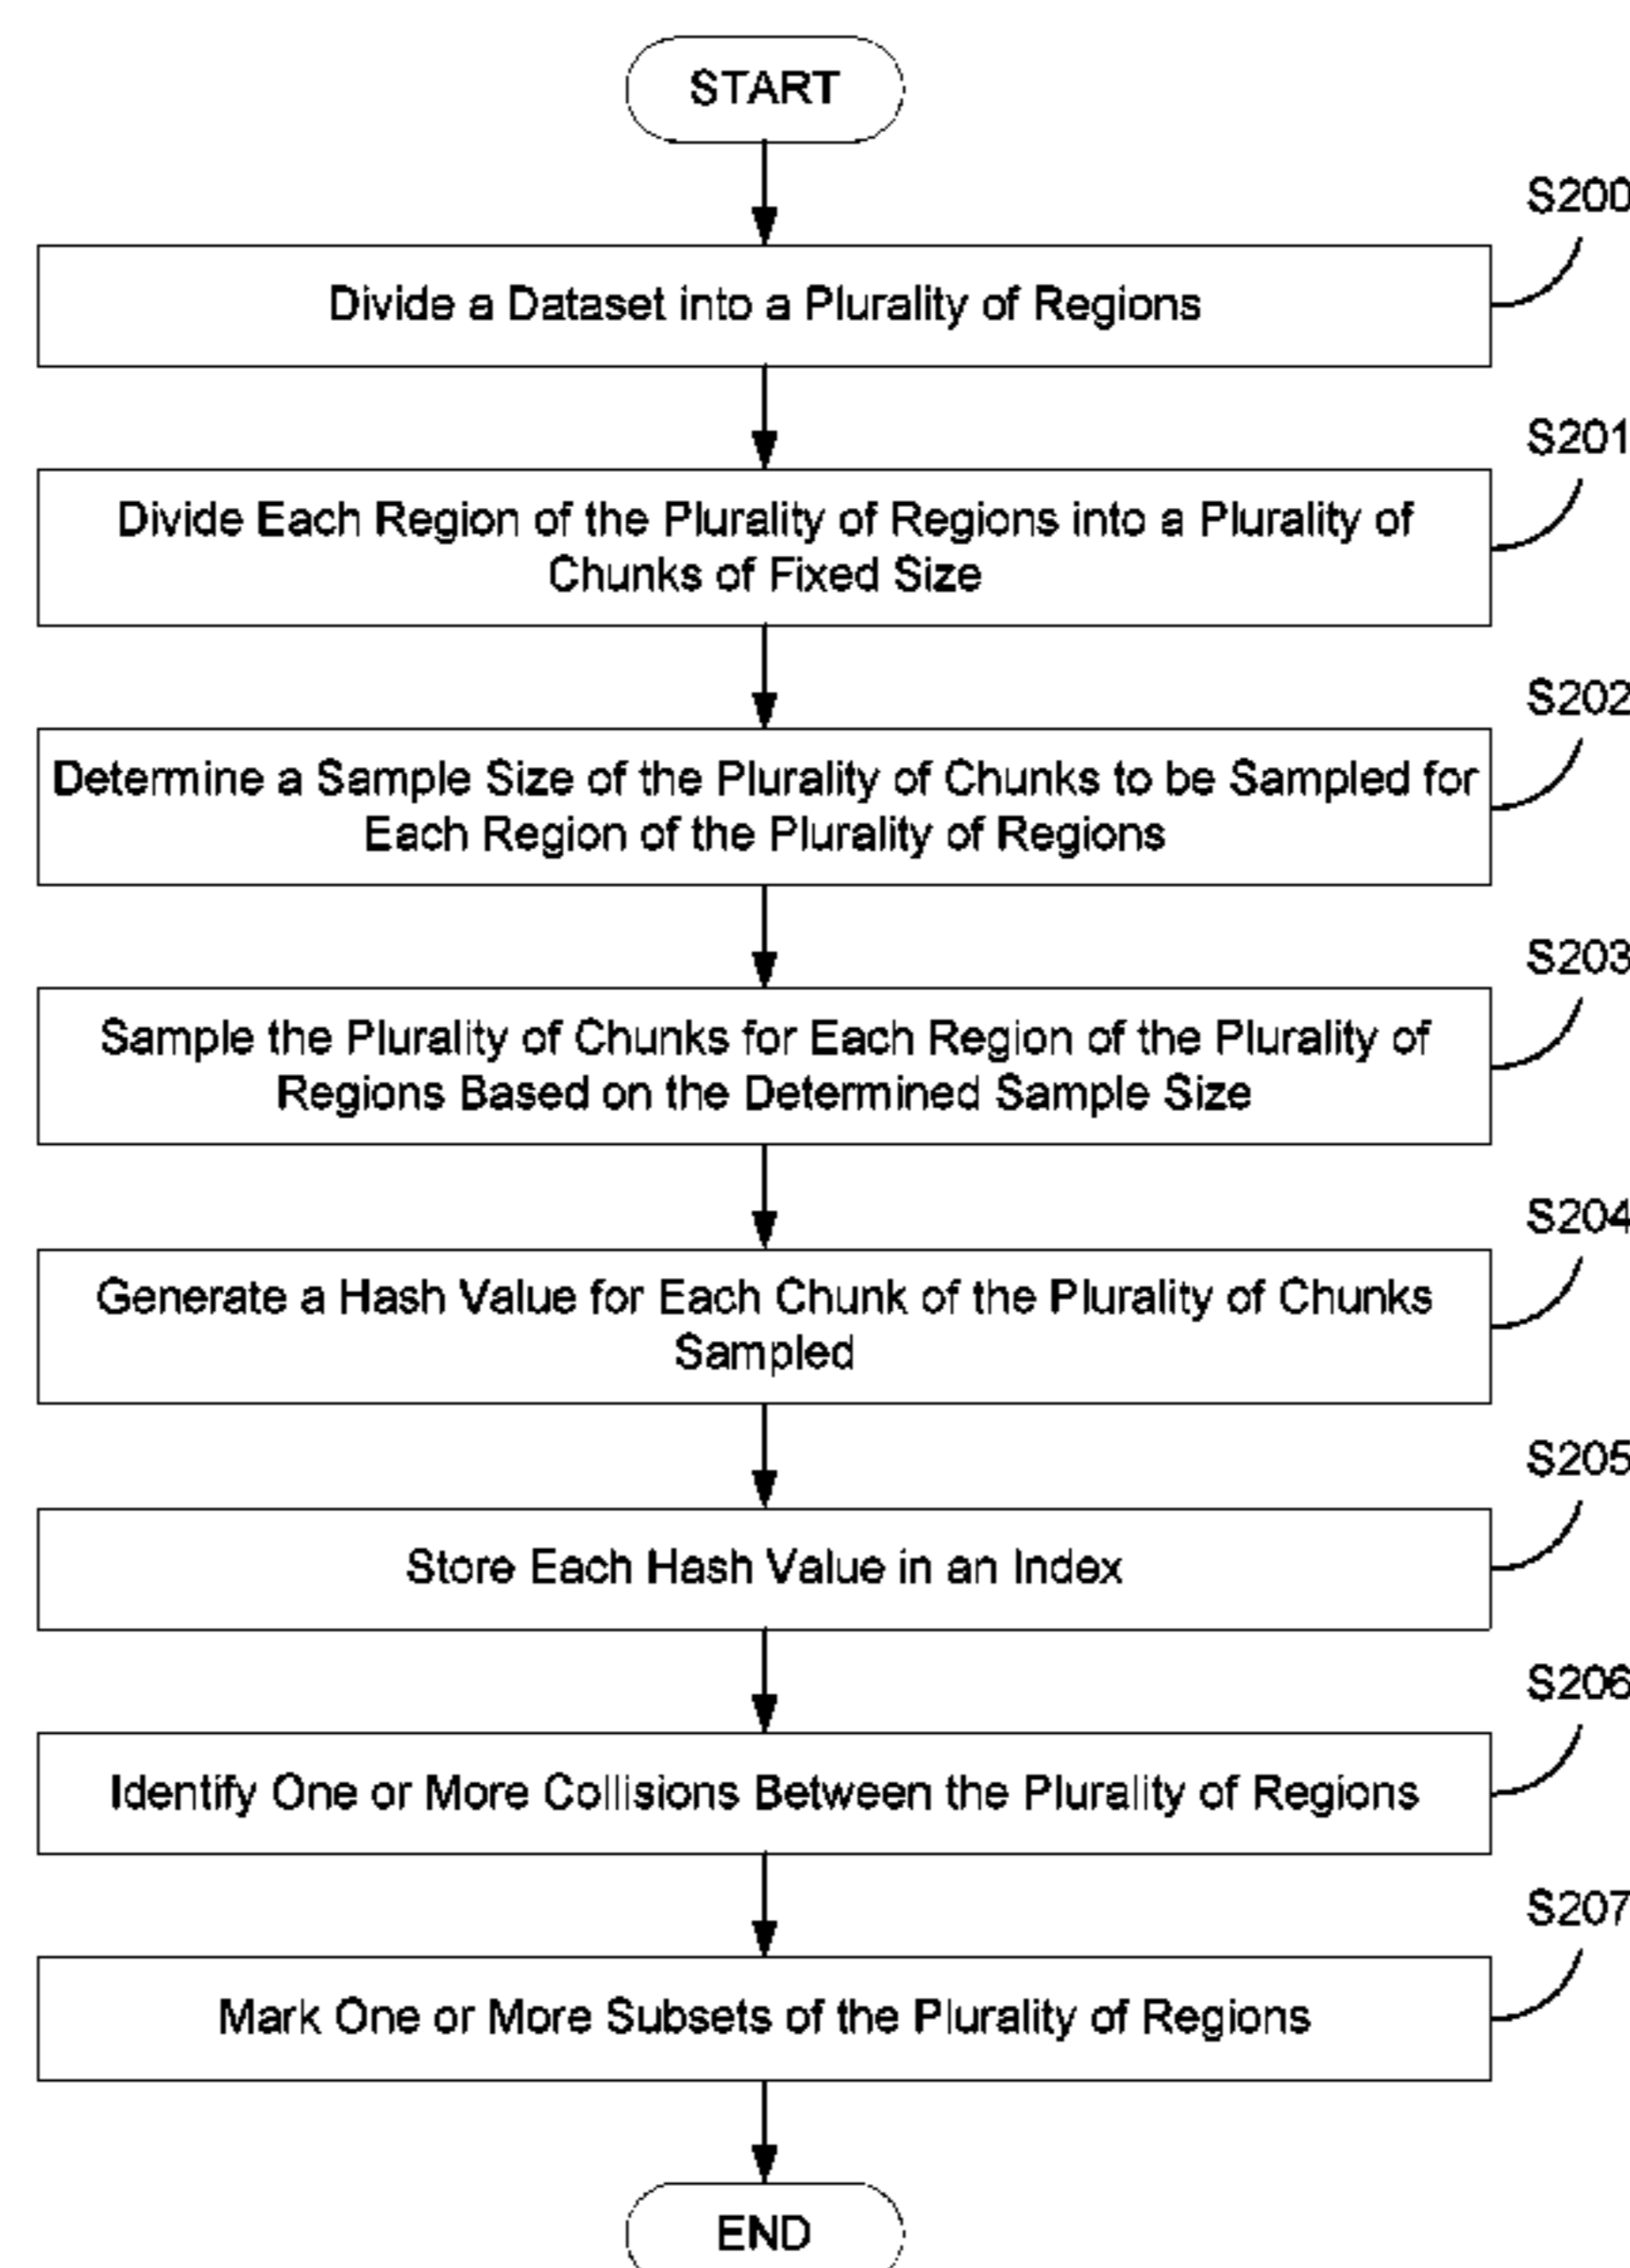 START
S200
Divide a Dataset into a Plurality of Regions
S201
Divide Each Region of the Plurality of Regions into a Plurality of
Chunks of Fixed Size
S202
Determine a Sample Size of the Plurality of Chunks to be Sampled for
Each Region of the Plurality of Regions
S203
Sample the Plurality of Chunks for Each Region of the Plurality of
Regions Based on the Determined Sample Size
S204
Generate a Hash Value for Each Chunk of the Plurality of Chunks
Sampled
S205
Store Each Hash Value in an Index
S206
Identify One or More Collisions Between the Plurality of Regions
S207
Mark One or More Subsets of the Plurality of Regions
END